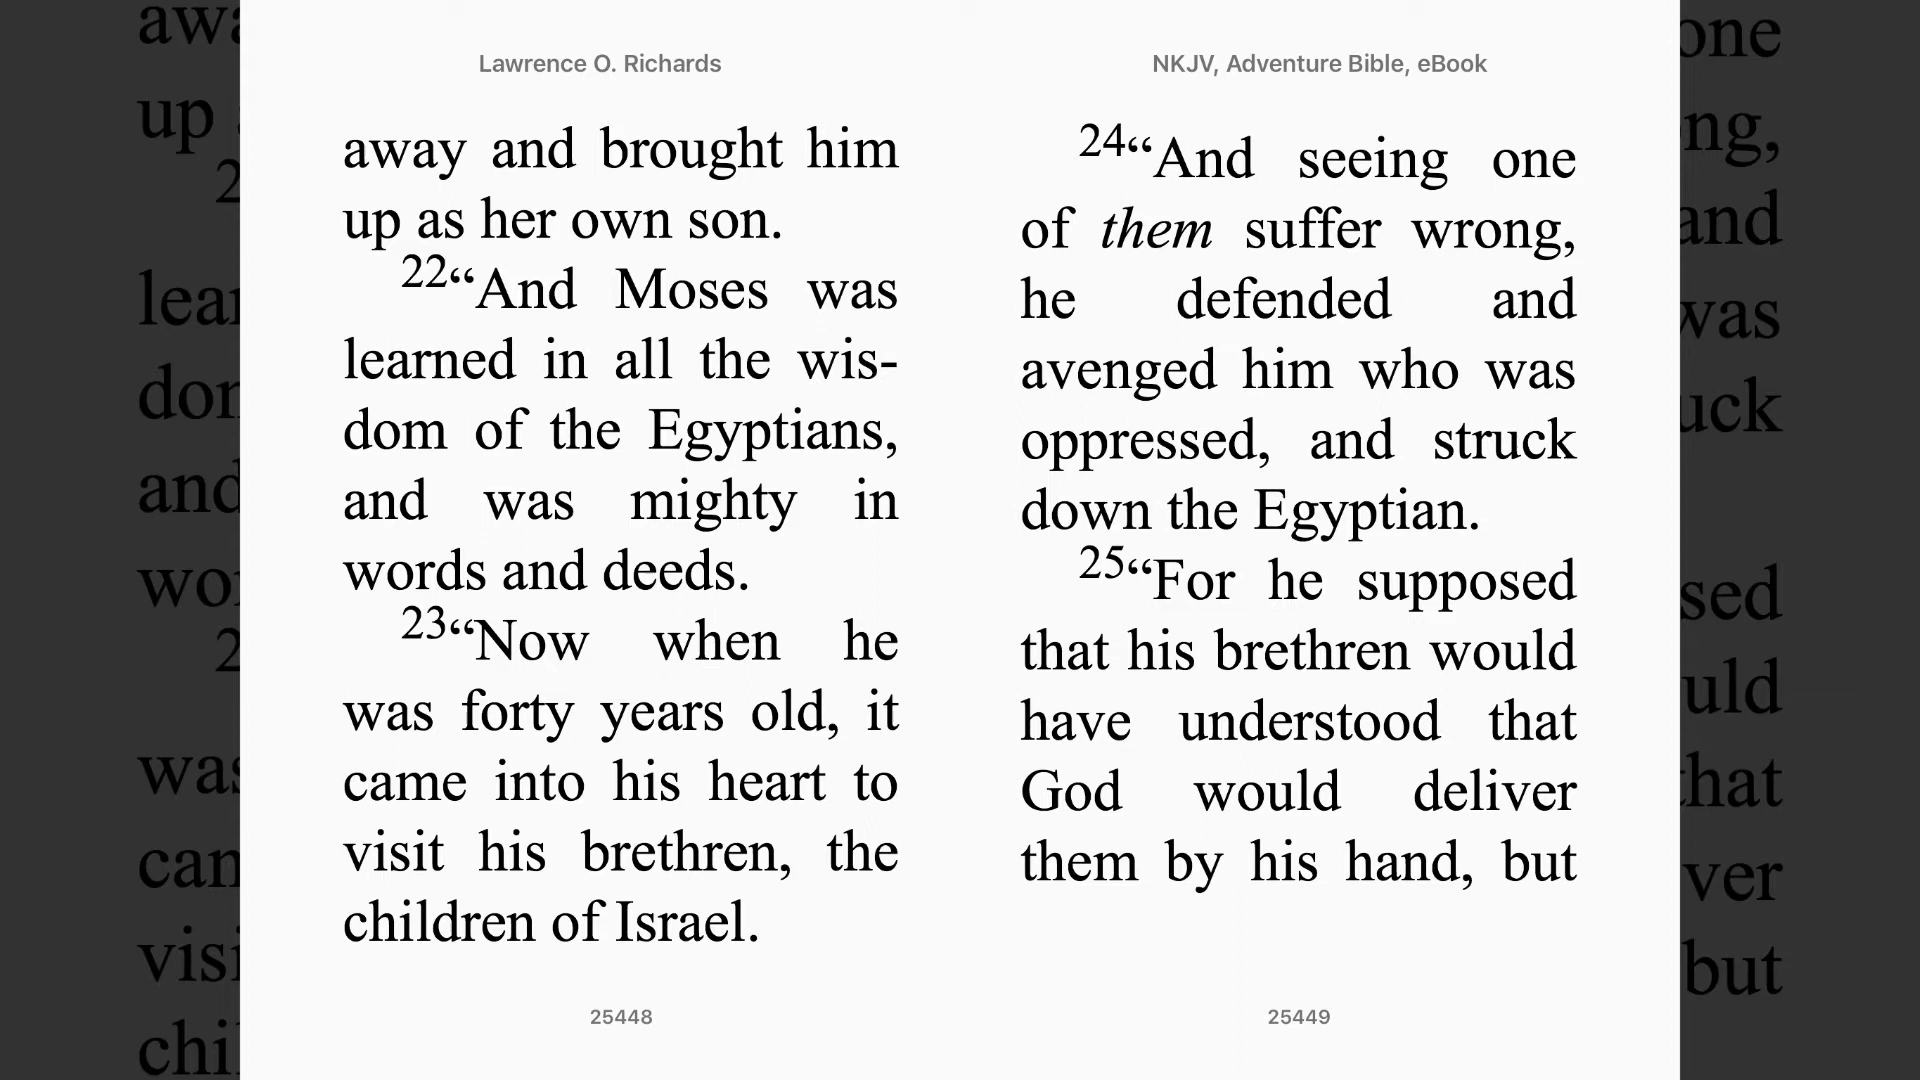 Lawrence O. Richards
away and brought him
up as her own son.
22“And Moses was
learned in all the wis-
dom of the Egyptians,
and was mighty in
words and deeds.
23“Now when he
was forty years old, it
came into his heart to
visit his brethren, the
children of Israel.
25448
NKJV, Adventure Bible, eBook
24“And seeing one
of them suffer wrong,
he defended and
avenged him who was
oppressed, and struck
down the Egyptian.
25“For he supposed
that his brethren would
have understood that
God would deliver
them by his hand, but
25449